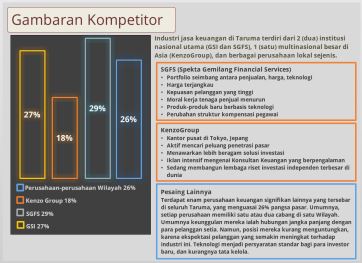 Gambaran Kompetitor
27%
18%
29%
26%
Perusahaan-perusahaan Wilayah 26%
Kenzo Group 18%
SGFS 29%
GSI 27%
Industri jasa keuangan di Taruma terdiri dari 2 (dua) institusi
nasional utama (GSI dan SGFS), 1 (satu) multinasional besar di
Asia (KenzoGroup), dan berbagai perusahaan lokal sejenis.
SGFS (Spekta Gemilang Financial Services)
• Portfolio seimbang antara penjualan, harga, teknologi
• Harga terjangkau
• Kepuasan pelanggan yang tinggi
• Moral kerja tenaga penjual menurun
• Produk-produk baru berbasis teknologi
• Perubahan struktur kompensasi pegawai
KenzoGroup
• Kantor pusat di Tokyo, Jepang
• Aktif mencari peluang penetrasi pasar
• Menawarkan lebih beragam solusi investasi
• Iklan intensif mengenai Konsultan Keuangan yang berpengalaman
• Sedang membangun lembaga riset investasi independen terbesar di
dunia
Pesaing Lainnya
Terdapat enam perusahaan keuangan signifikan lainnya yang tersebar
di seluruh Taruma, yang menguasai 26% pangsa pasar. Umumnya,
setiap perusahaan memiliki satu atau dua cabang di satu Wilayah.
Umumnya keunggulan mereka ialah hubungan jangka panjang dengan
para pelanggan setia. Namun, posisi mereka kurang menguntungkan,
karena ekspektasi pelanggan yang semakin meningkat terhadap
industri ini. Teknologi menjadi persyaratan standar bagi para investor
baru, dan kurangnya tata kelola.